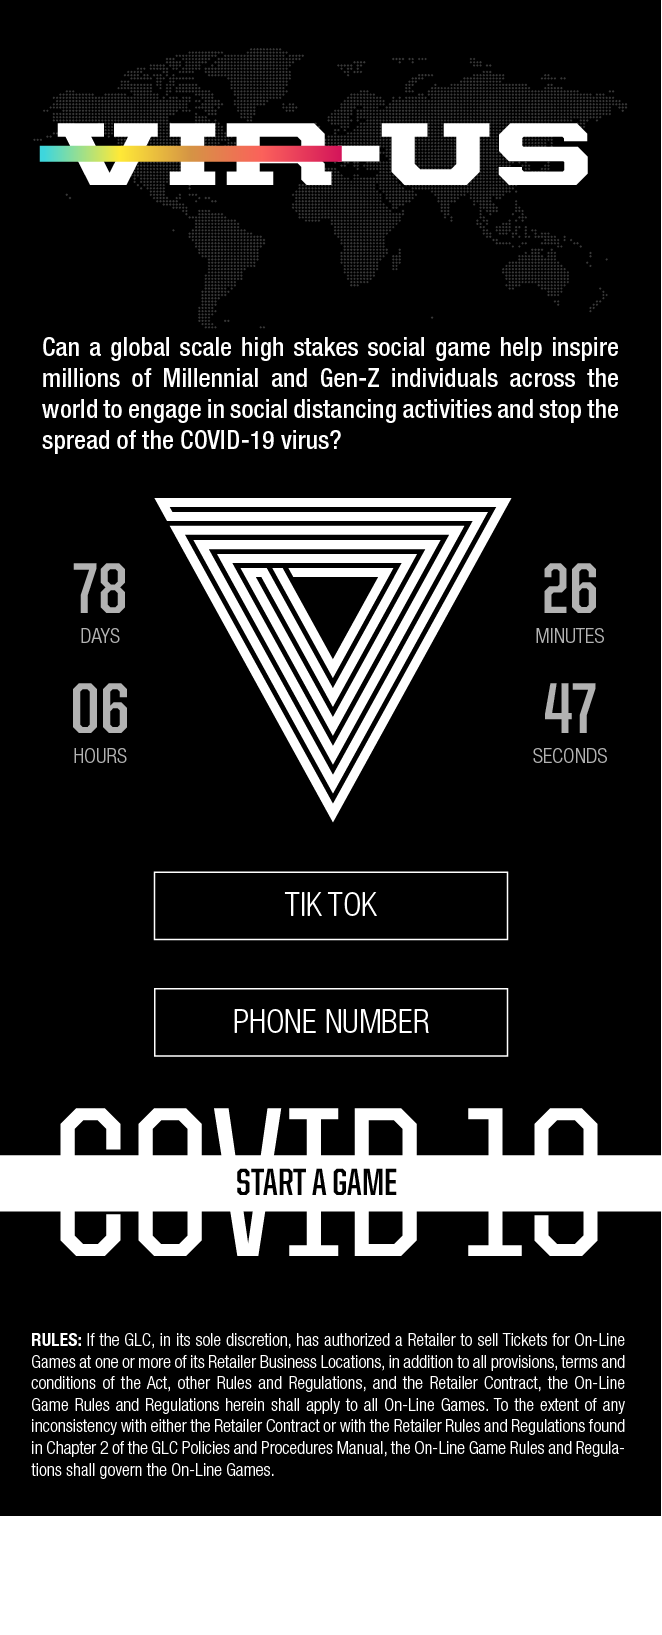 VIR-US
Can a global scale high stakes social game help inspire
millions of Millennial and Gen-Z individuals across the
world to engage in social distancing activities and stop the
spread of the COVID-19 virus?
78
DAYS
26
MINUTES
06
HOURS
47
SECONDS
TIK TOK
PHONE NUMBER
COVID 19
START A GAME
RULES: If the GLC, in its sole discretion, has authorized a Retailer to sell Tickets for On-Line
Games at one or more of its Retailer Business Locations, in addition to all provisions, terms and
conditions of the Act, other Rules and Regulations, and the Retailer Contract, the On-Line
Game Rules and Regulations herein shall apply to all On-Line Games. To the extent of any
inconsistency with either the Retailer Contract or with the Retailer Rules and Regulations found
in Chapter 2 of the GLC Policies and Procedures Manual, the On-Line Game Rules and Regula-
tions shall govern the On-Line Games.